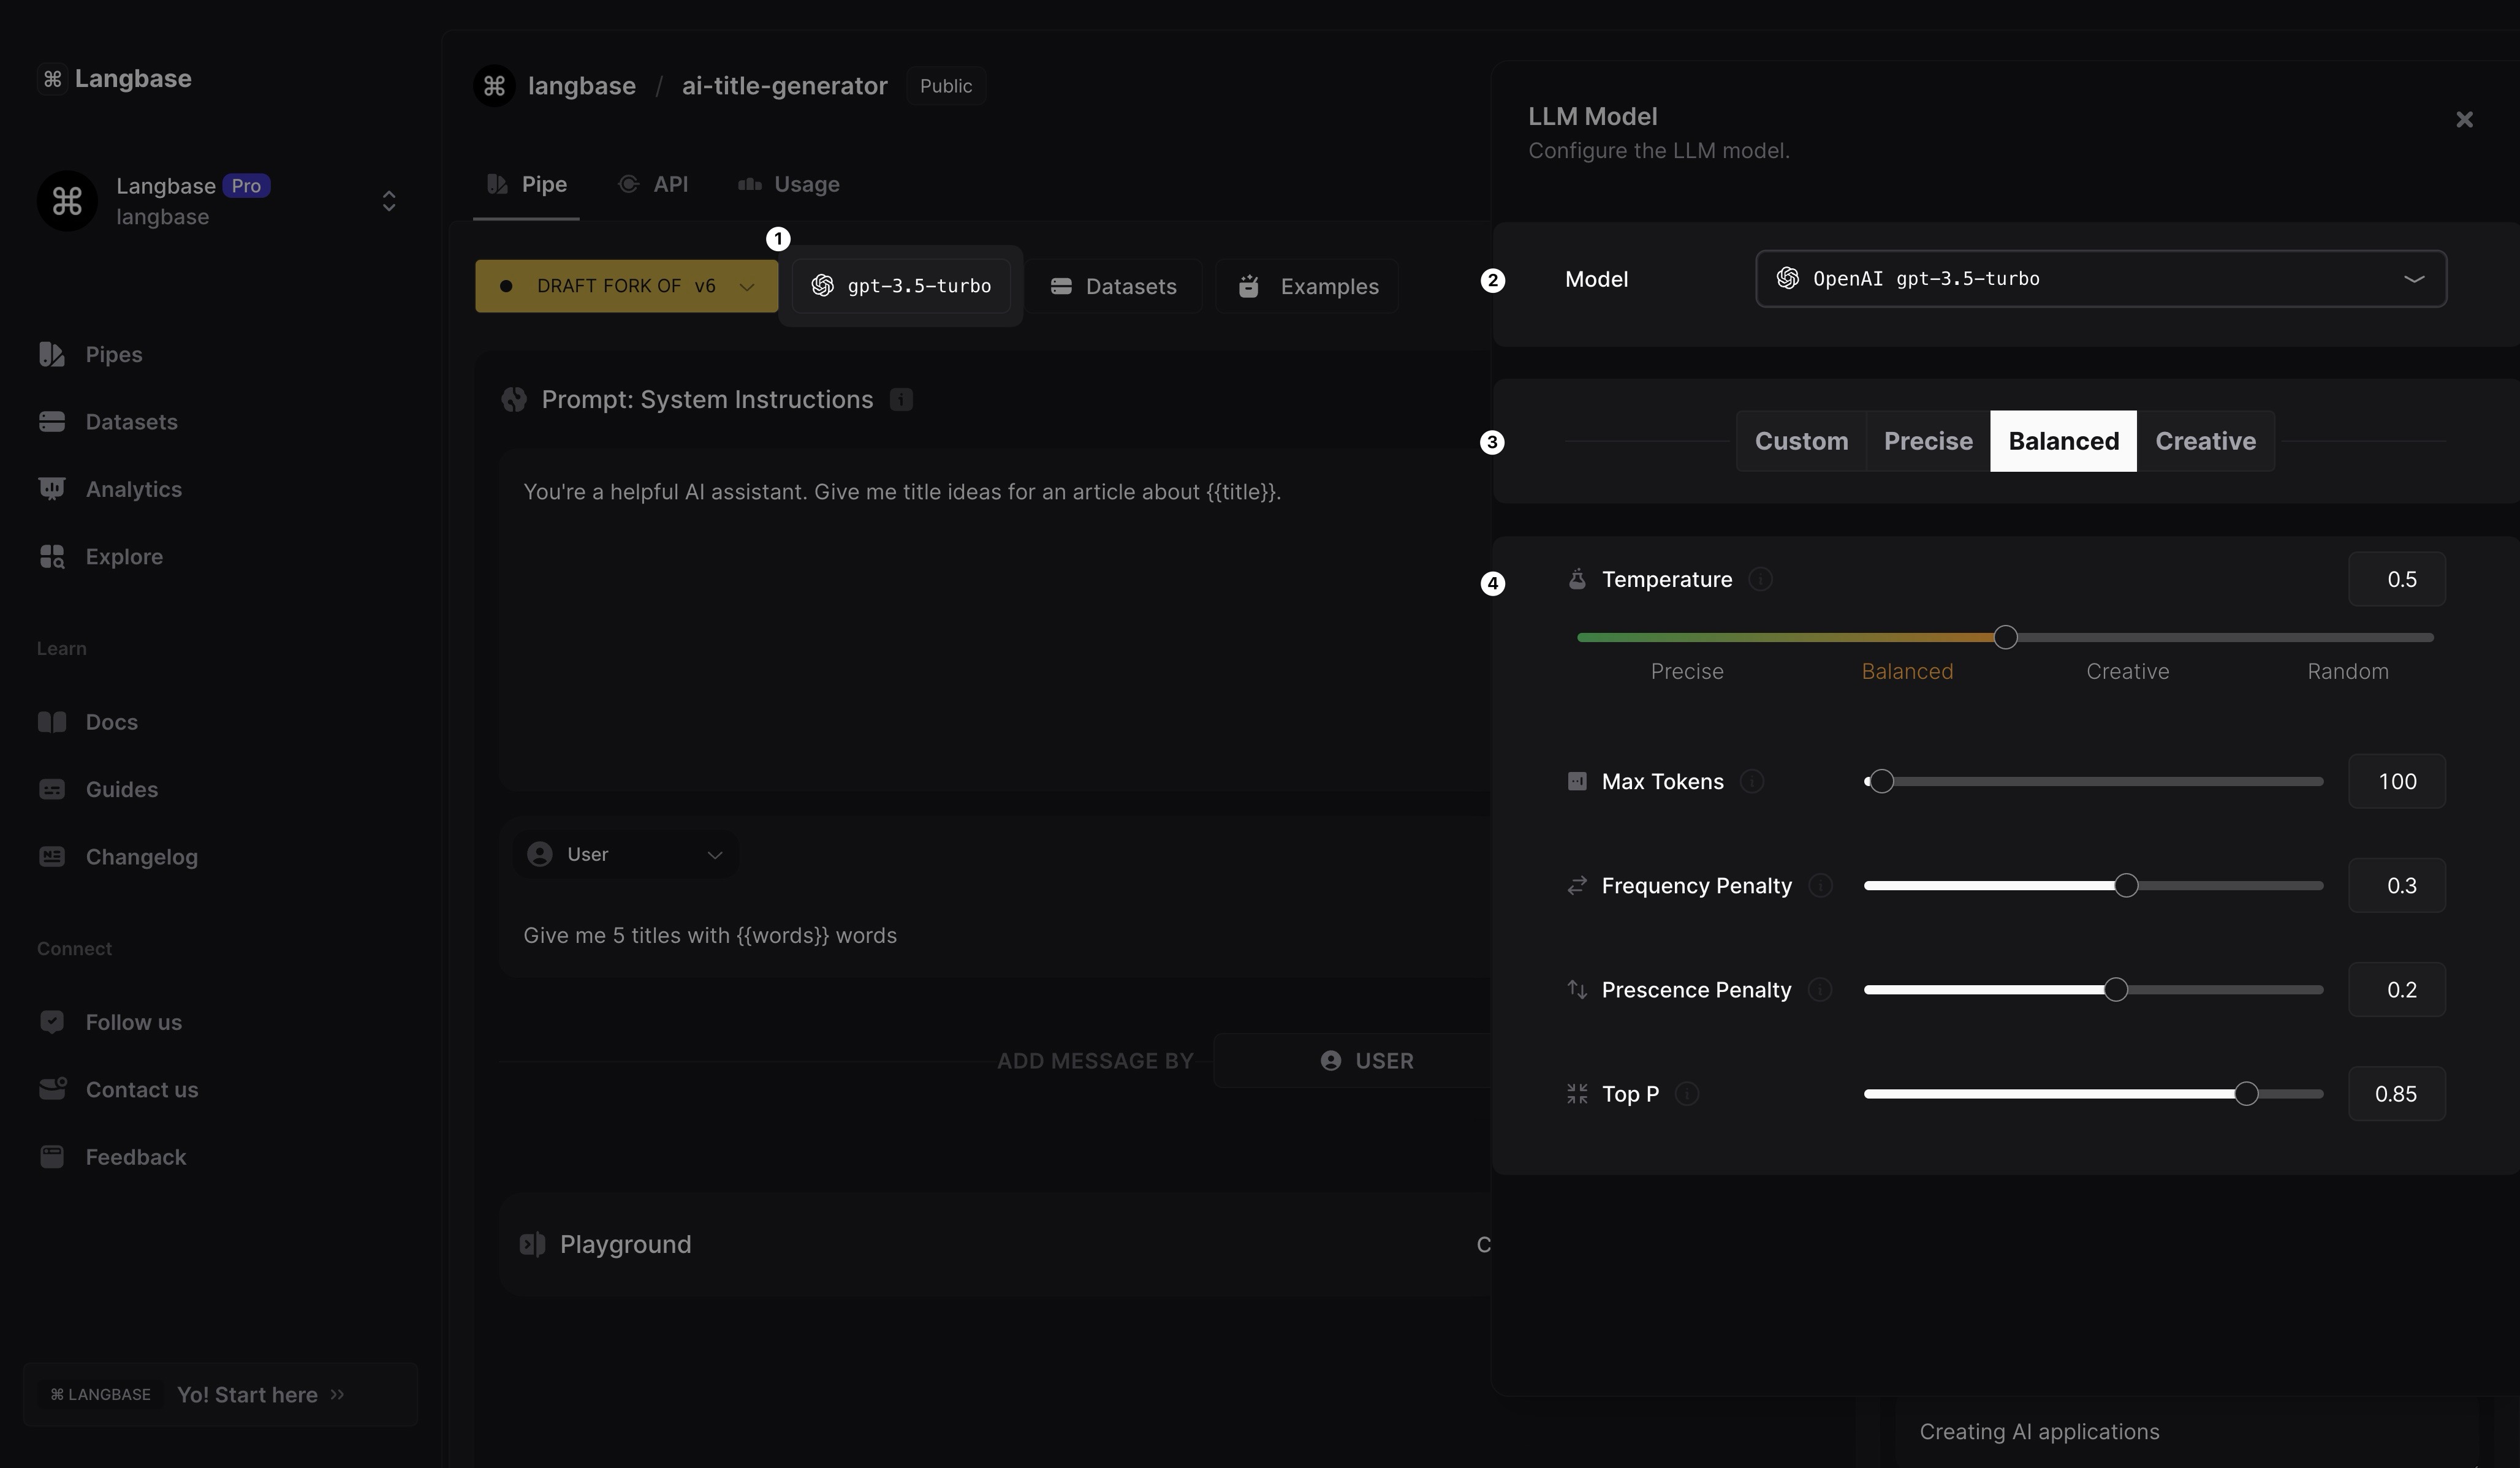 Langbase
Langbase Pro
langbase
Pipes
Datasets
Analytics
Explore
Learn
Docs
Guides
Changelog
Connect
Follow us
Contact us
Feedback
⌘ LANGBASE Yo! Start here >>
langbase / ai-title-generator Public
Pipe API Usage
1
DRAFT FORK OF v6 gpt-3.5-turbo Datasets Examples
Prompt: System Instructions i
You're a helpful AI assistant. Give me title ideas for an article about {{title}}.
User
Give me 5 titles with {{words}} words
ADD MESSAGE BY USER
Playground C
LLM Model
Configure the LLM model.
2 Model OpenAI gpt-3.5-turbo
3 Custom Precise Balanced Creative
4 Temperature 0.5
Precise Balanced Creative Random
Max Tokens 100
Frequency Penalty 0.3
Prescence Penalty 0.2
Top P 0.85
Creating AI applications